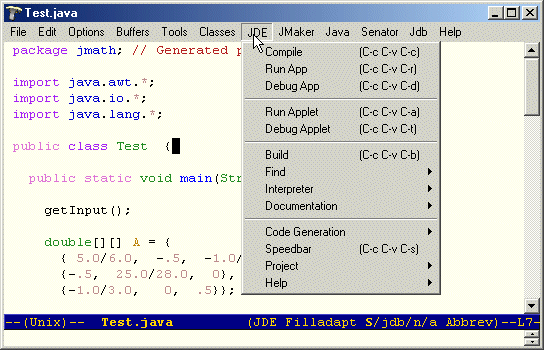 Test.java
File Edit Options Buffers Tools Classes JDE JMaker Java Senator Jdb Help
package jmath; // Generated p
import java.awt.*;
import java.io.*;
import java.lang.*;
public class Test {
public static void main(Str
getInput();
double[][] A = {
{ 5.0/6.0, -.5, -1.0/
{-.5, 25.0/28.0, 0},
{-1.0/3.0, 0, .5}};
Compile (C-c C-v C-c)
Run App (C-c C-v C-r)
Debug App (C-c C-v C-d)
Run Applet (C-c C-v C-a)
Debug Applet (C-c C-v C-t)
Build (C-c C-v C-b)
Find
Interpreter
Documentation
Code Generation
Speedbar (C-c C-v C-s)
Project
Help
--(Unix)-- Test.java (JDE Filladapt S/jdb/n/a Abbrev)--L7-